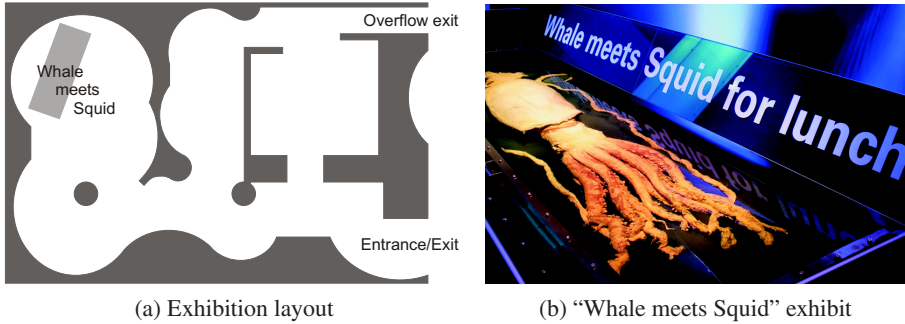 Overflow exit
Whale
meets
Squid
Entrance/Exit
Whale meets Squid for lunch
(a) Exhibition layout
(b) “Whale meets Squid” exhibit